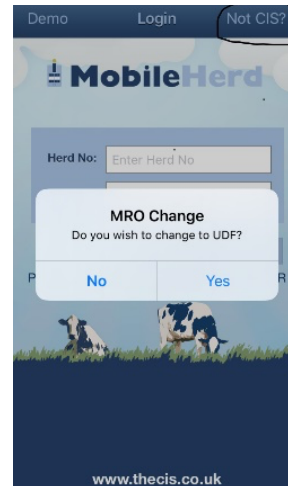 Demo Login Not CIS?
MobileHerd
Herd No: Enter Herd No
MRO Change
Do you wish to change to UDF?
No Yes
P R
www.thecis.co.uk